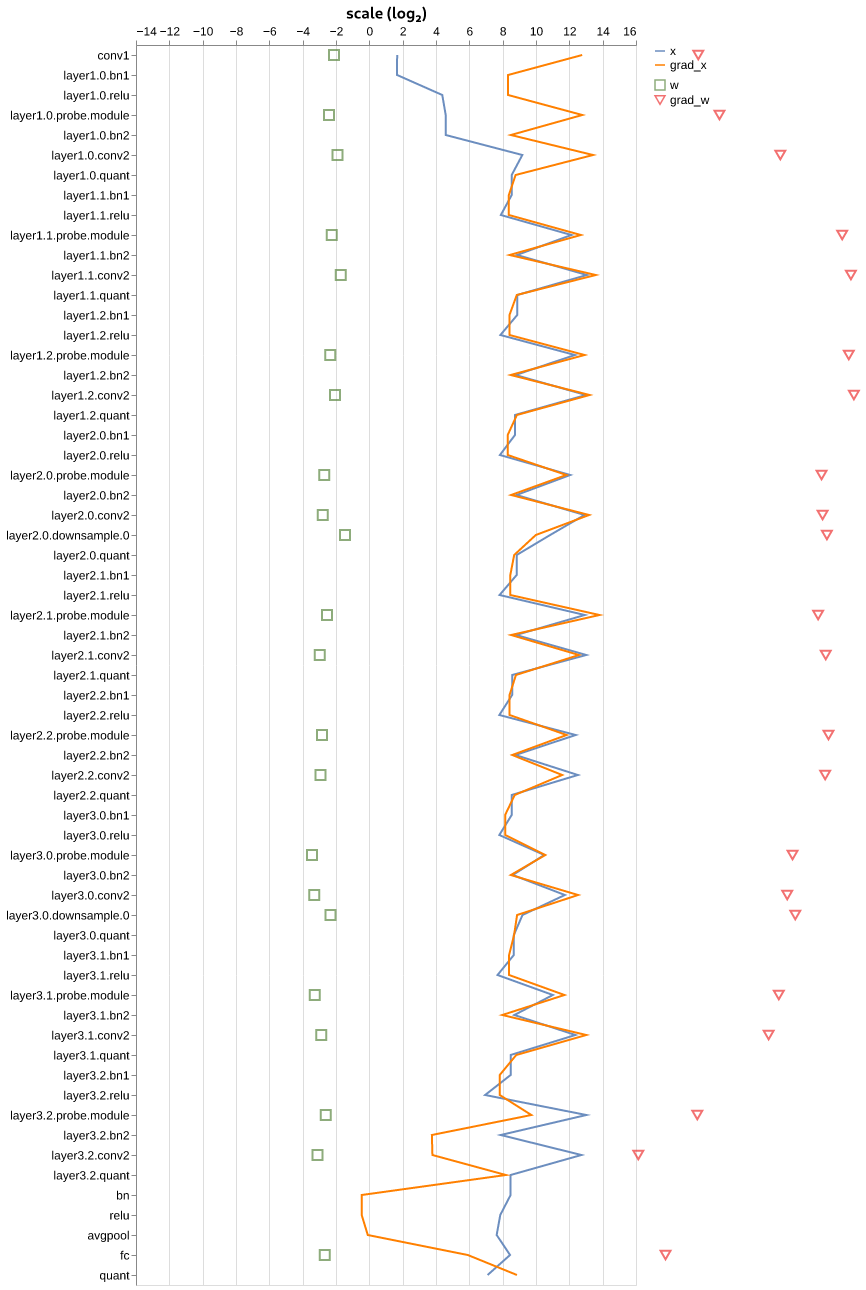 scale (log₂)
−14 −12 −10 −8 −6 −4 −2 0 2 4 6 8 10 12 14 16
x
grad_x
w
grad_w
conv1
layer1.0.bn1
layer1.0.relu
layer1.0.probe.module
layer1.0.bn2
layer1.0.conv2
layer1.0.quant
layer1.1.bn1
layer1.1.relu
layer1.1.probe.module
layer1.1.bn2
layer1.1.conv2
layer1.1.quant
layer1.2.bn1
layer1.2.relu
layer1.2.probe.module
layer1.2.bn2
layer1.2.conv2
layer1.2.quant
layer2.0.bn1
layer2.0.relu
layer2.0.probe.module
layer2.0.bn2
layer2.0.conv2
layer2.0.downsample.0
layer2.0.quant
layer2.1.bn1
layer2.1.relu
layer2.1.probe.module
layer2.1.bn2
layer2.1.conv2
layer2.1.quant
layer2.2.bn1
layer2.2.relu
layer2.2.probe.module
layer2.2.bn2
layer2.2.conv2
layer2.2.quant
layer3.0.bn1
layer3.0.relu
layer3.0.probe.module
layer3.0.bn2
layer3.0.conv2
layer3.0.downsample.0
layer3.0.quant
layer3.1.bn1
layer3.1.relu
layer3.1.probe.module
layer3.1.bn2
layer3.1.conv2
layer3.1.quant
layer3.2.bn1
layer3.2.relu
layer3.2.probe.module
layer3.2.bn2
layer3.2.conv2
layer3.2.quant
bn
relu
avgpool
fc
quant